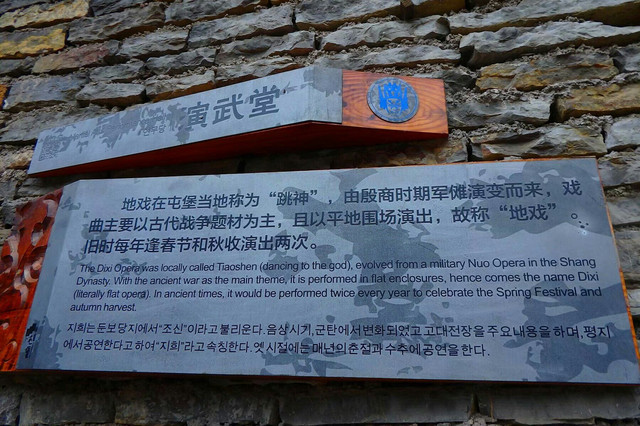 演武堂
地戏在屯堡当地称为“跳神”，由殷商时期军傩演变而来，戏
曲主要以古代战争题材为主，且以平地围场演出，故称“地戏”。
旧时每年逢春节和秋收演出两次。
The Dixi Opera was locally called Tiaoshen (dancing to the god), evolved from a military Nuo Opera in the Shang
Dynasty. With the ancient war as the main theme, it is performed in flat enclosures, hence comes the name Dixi
(literally flat opera). In ancient times, it would be performed twice every year to celebrate the Spring Festival and
autumn harvest.
지희는 둔보당지에서 “조신”이라고 불리운다. 음상시기, 군탄에서 변화되였고 고대전장을 주요내용을 하며, 평지
에서 공연한다고 하여 “지희”라고 속칭한다. 옛 시절에는 매년의 춘절과 수추에 공연을 한다.